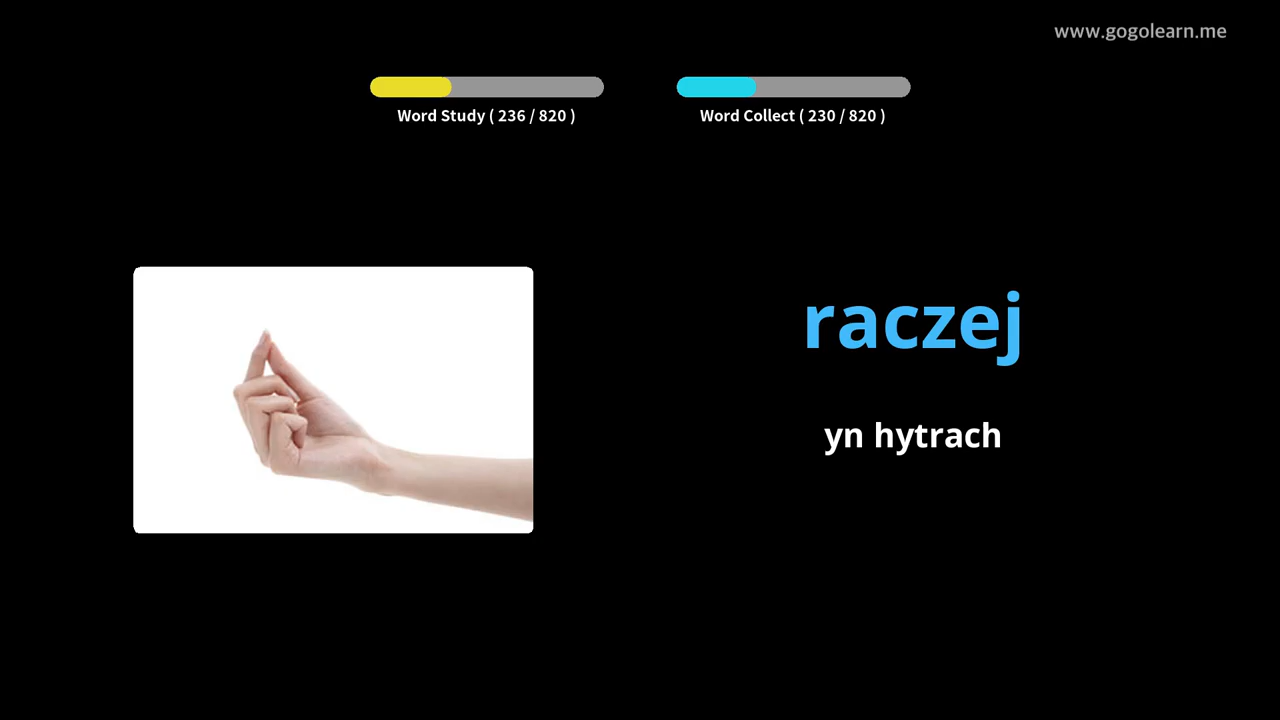 www.gogolearn.me
Word Study ( 236 / 820 )
Word Collect ( 230 / 820 )
raczej
yn hytrach